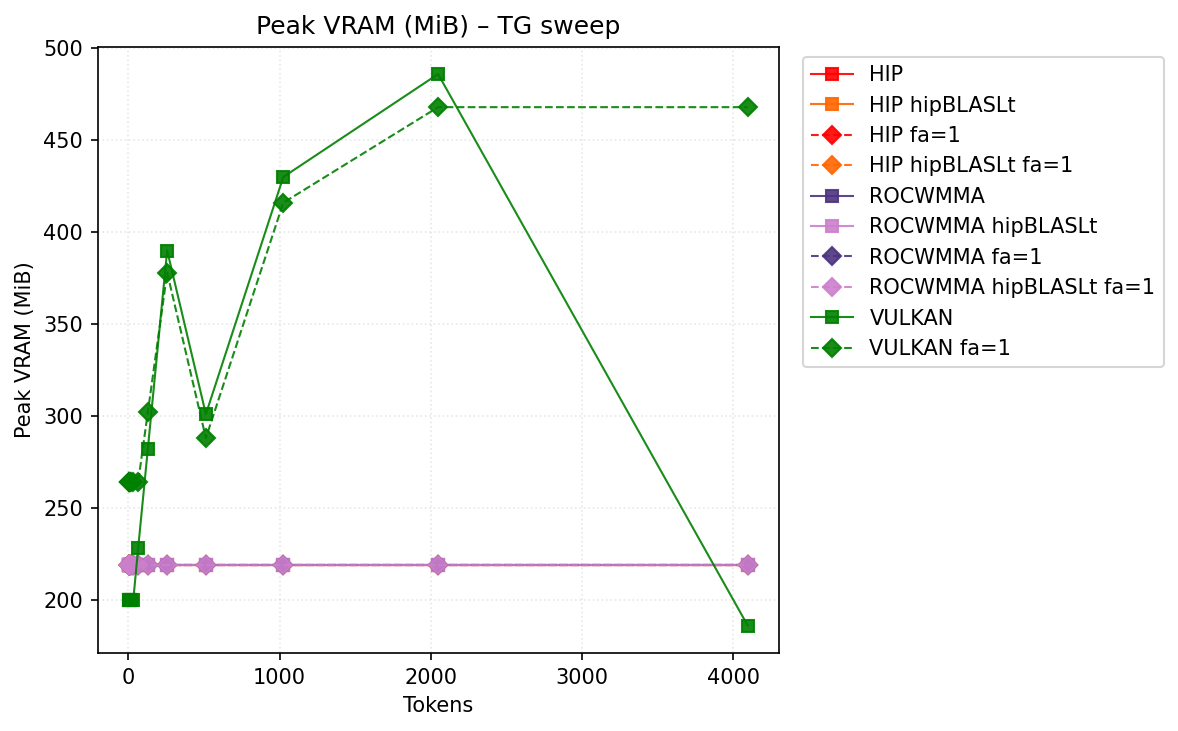 Peak VRAM (MiB) – TG sweep
500
450
400
350
300
250
200
Peak VRAM (MiB)
0
1000
2000
3000
4000
Tokens
HIP
HIP hipBLASLt
HIP fa=1
HIP hipBLASLt fa=1
ROCWMMA
ROCWMMA hipBLASLt
ROCWMMA fa=1
ROCWMMA hipBLASLt fa=1
VULKAN
VULKAN fa=1